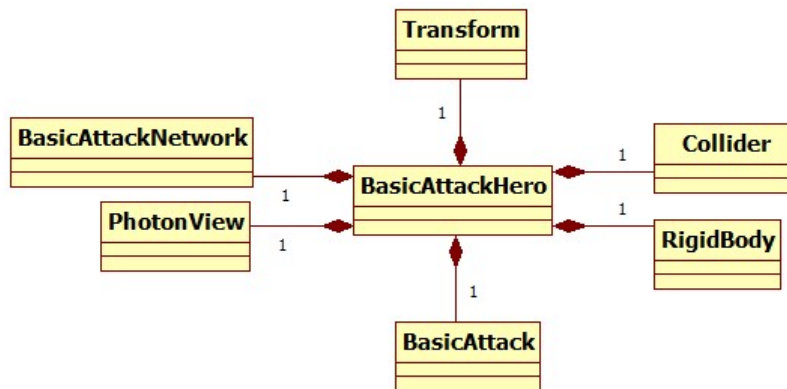 Transform
1
BasicAttackNetwork
1
Collider
1
BasicAttackHero
PhotonView
1
RigidBody
1
1
BasicAttack